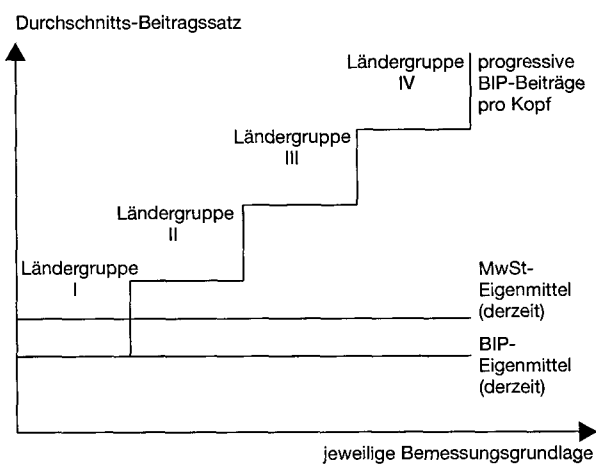 Durchschnitts-Beitragssatz
Ländergruppe
IV
progressive
BIP-Beiträge
pro Kopf
Ländergruppe
III
Ländergruppe
II
Ländergruppe
I
MwSt-
Eigenmittel
(derzeit)
BIP-
Eigenmittel
(derzeit)
jeweilige Bemessungsgrundlage